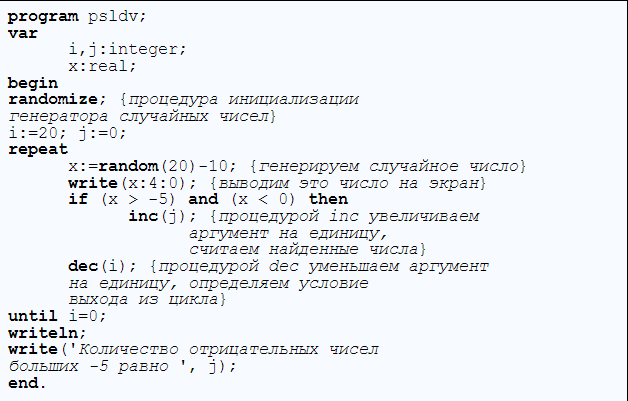 program psldv;
var
i,j:integer;
x:real;
begin
randomize; {процедура инициализации
генератора случайных чисел}
i:=20; j:=0;
repeat
x:=random(20)-10; {генерируем случайное число}
write(x:4:0); {выводим это число на экран}
if (x > -5) and (x < 0) then
inc(j); {процедурой inc увеличиваем
аргумент на единицу,
считаем найденные числа}
dec(i); {процедурой dec уменьшаем аргумент
на единицу, определяем условие
выхода из цикла}
until i=0;
writeln;
write('Количество отрицательных чисел
больших -5 равно ', j);
end.